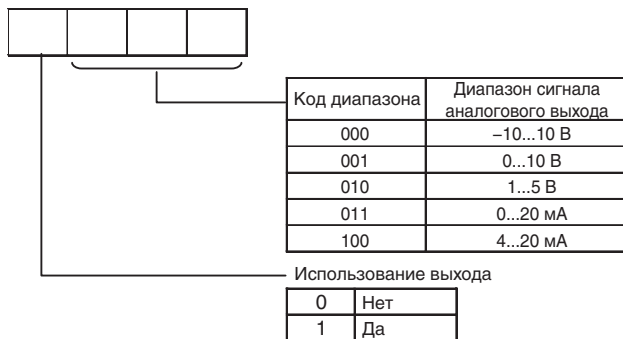 Код диапазона Диапазон сигнала
аналогового выхода
000 –10...10 В
001 0...10 В
010 1...5 В
011 0...20 мА
100 4...20 мА
Использование выхода
0 Нет
1 Да